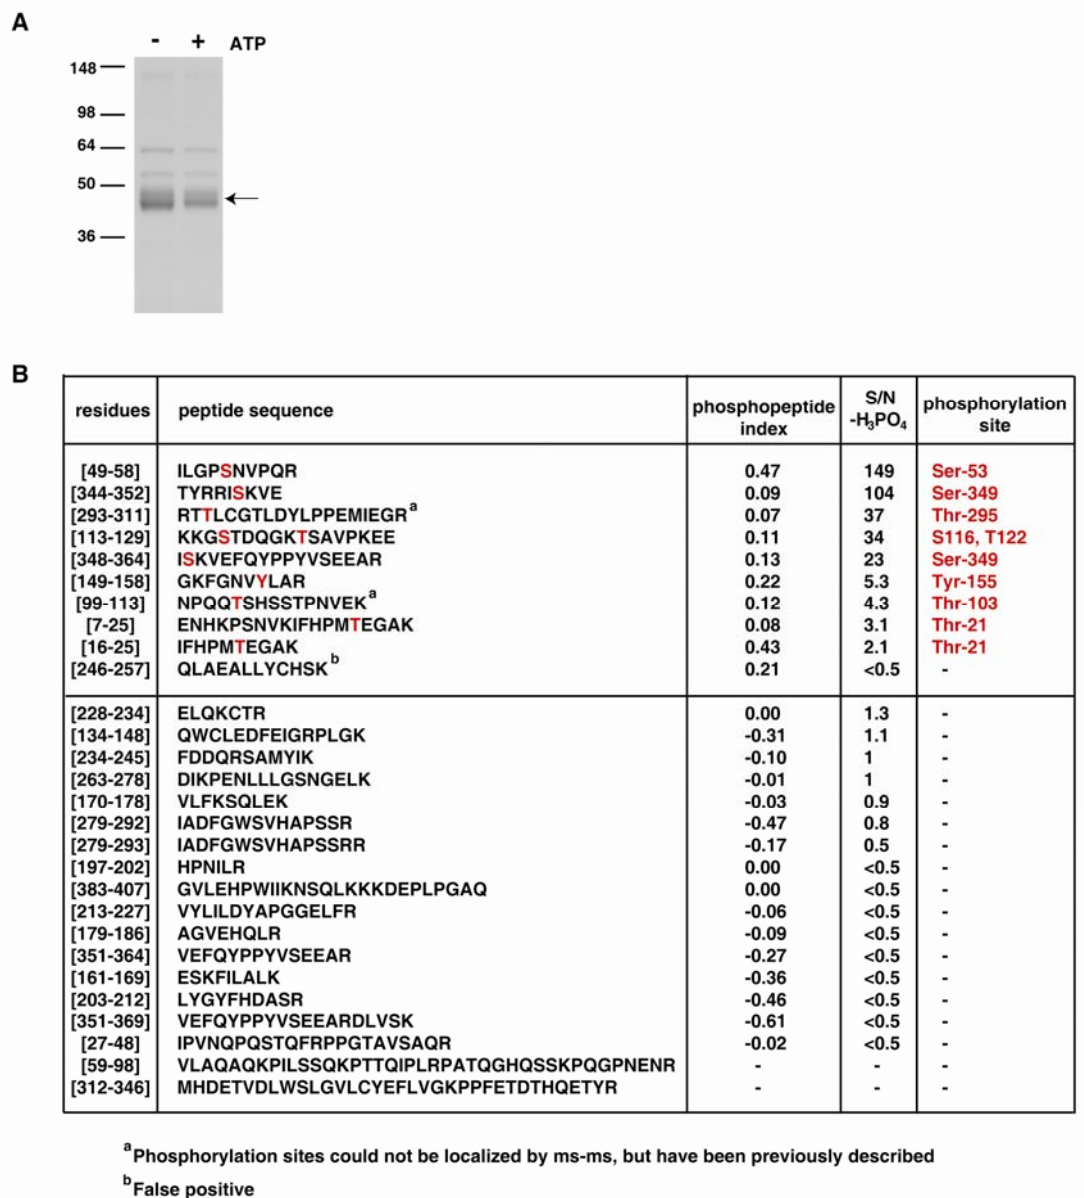 A
- + ATP
148
98
64
50
36
B
residues peptide sequence phosphopeptide index S/N -H₃PO₄ phosphorylation site
[49-58] ILGPSNVPQR 0.47 149 Ser-53
[344-352] TYRRISKVE 0.09 104 Ser-349
[293-311] RTTLCGTLDYLPPEMIEGRᵃ 0.07 37 Thr-295
[113-129] KKGSTDQGKTSAVPKEE 0.11 34 S116, T122
[348-364] ISKVEFQYPPYVSEEAR 0.13 23 Ser-349
[149-158] GKFGNVYLAR 0.22 5.3 Tyr-155
[99-113] NPQQTSHSSTPNVEKᵃ 0.12 4.3 Thr-103
[7-25] ENHKPSNVKIFHPMTEGAK 0.08 3.1 Thr-21
[16-25] IFHPMTEGAK 0.43 2.1 Thr-21
[246-257] QLAEALLYCHSKᵇ 0.21 <0.5 -
[228-234] ELQKCTR 0.00 1.3 -
[134-148] QWCLEDFEIGRPLGK -0.31 1.1 -
[234-245] FDDQRSAMYIK -0.10 1 -
[263-278] DIKPENLLLGSNGELK -0.01 1 -
[170-178] VLFKSQLEK -0.03 0.9 -
[279-292] IADFGWSVHAPSSR -0.47 0.8 -
[279-293] IADFGWSVHAPSSRR -0.17 0.5 -
[197-202] HPNILR 0.00 <0.5 -
[383-407] GVLEHPWIIKNSQLKKKDEPLPGAQ 0.00 <0.5 -
[213-227] VYLILDYAPGGELFR -0.06 <0.5 -
[179-186] AGVEHQLR -0.09 <0.5 -
[351-364] VEFQYPPYVSEEAR -0.27 <0.5 -
[161-169] ESKFILALK -0.36 <0.5 -
[203-212] LYGYFHDASR -0.46 <0.5 -
[351-369] VEFQYPPYVSEEARDLVSK -0.61 <0.5 -
[27-48] IPVNQPQSTQFRPPGTAVSAQR -0.02 <0.5 -
[59-98] VLAQAQKPILSSQKPTTQIPLRPATQGHQSSKPQGPNENR - - -
[312-346] MHDETVDLWSLGVLCYEFLVGKPPFETDTHQETYR - - -
ᵃPhosphorylation sites could not be localized by ms-ms, but have been previously described
ᵇFalse positive